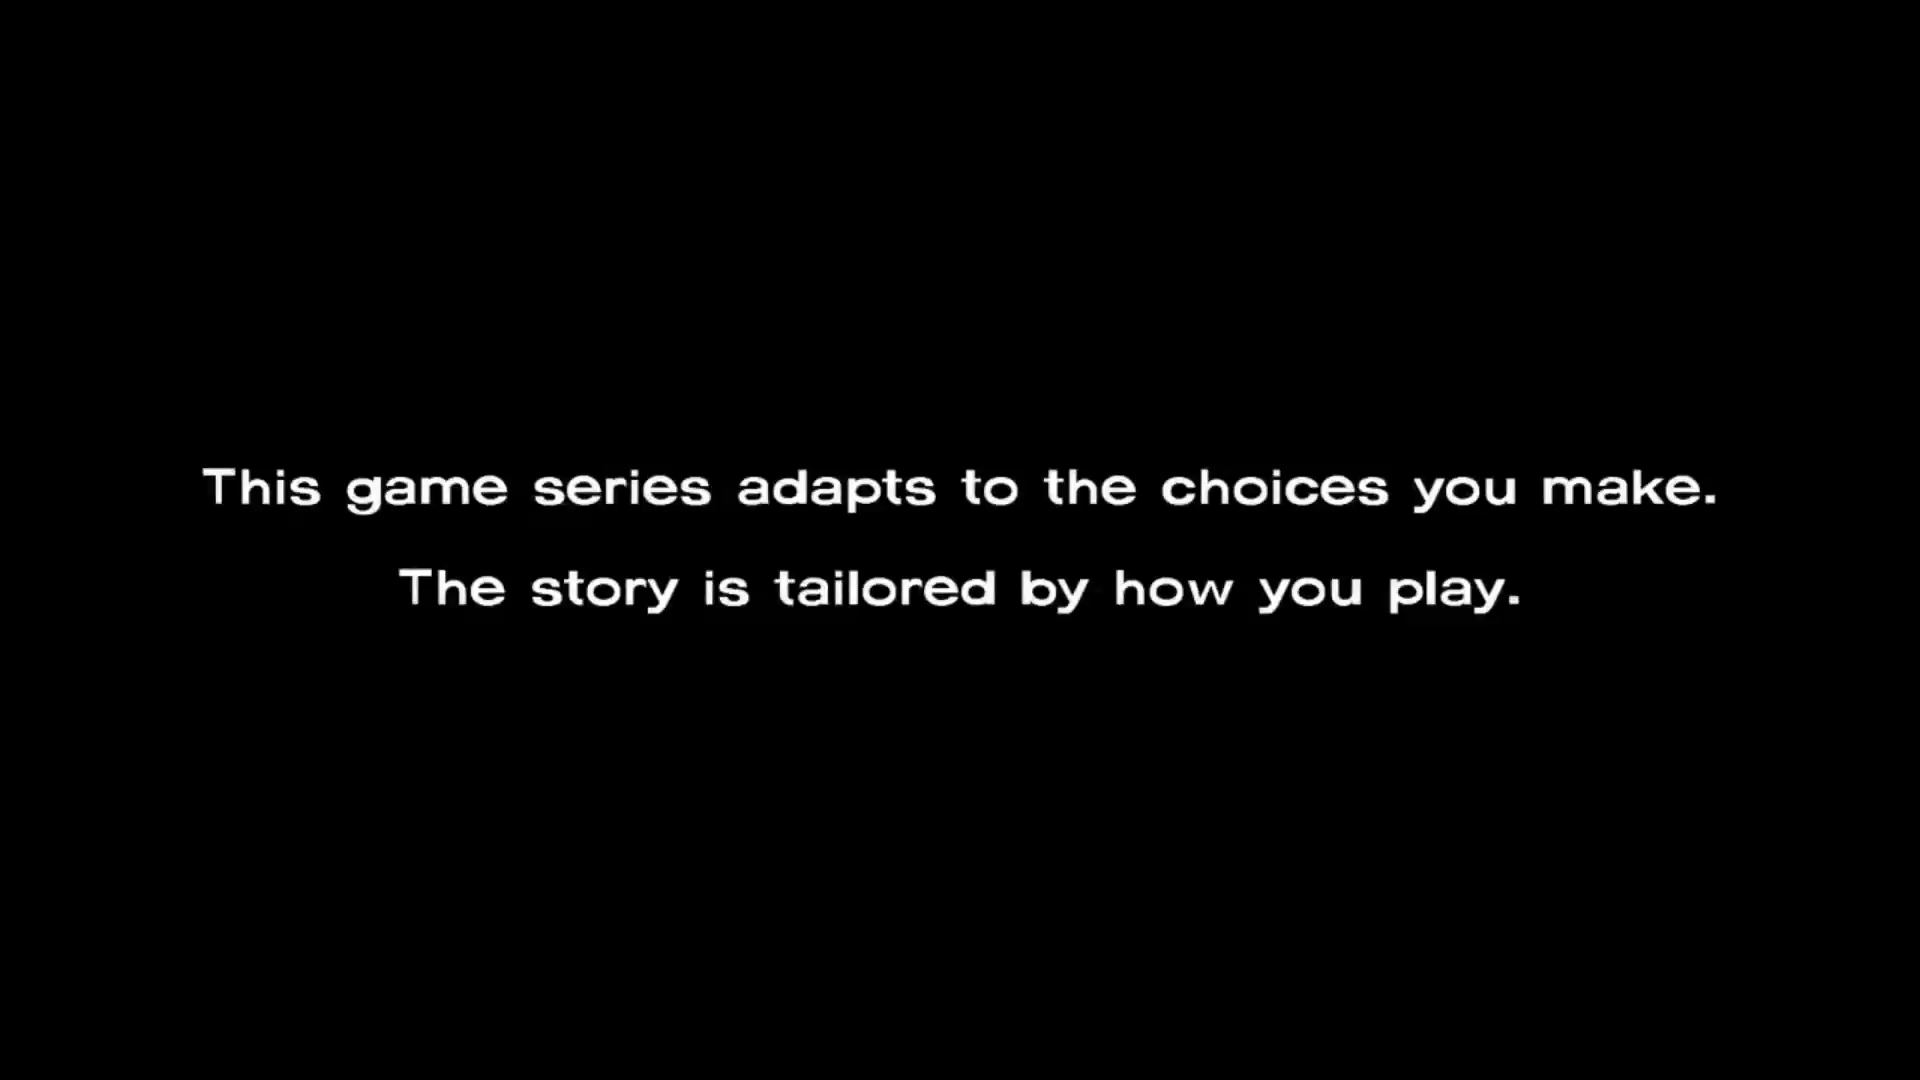 This game series adapts to the choices you make.
The story is tailored by how you play.